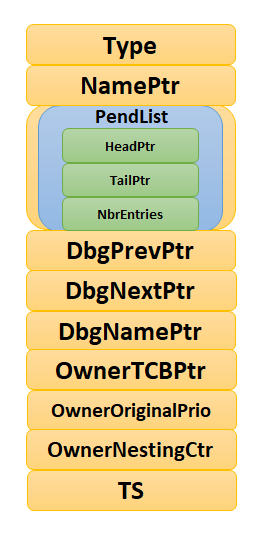 Type
NamePtr
PendList
HeadPtr
TailPtr
NbrEntries
DbgPrevPtr
DbgNextPtr
DbgNamePtr
OwnerTCBPtr
OwnerOriginalPrio
OwnerNestingCtr
TS